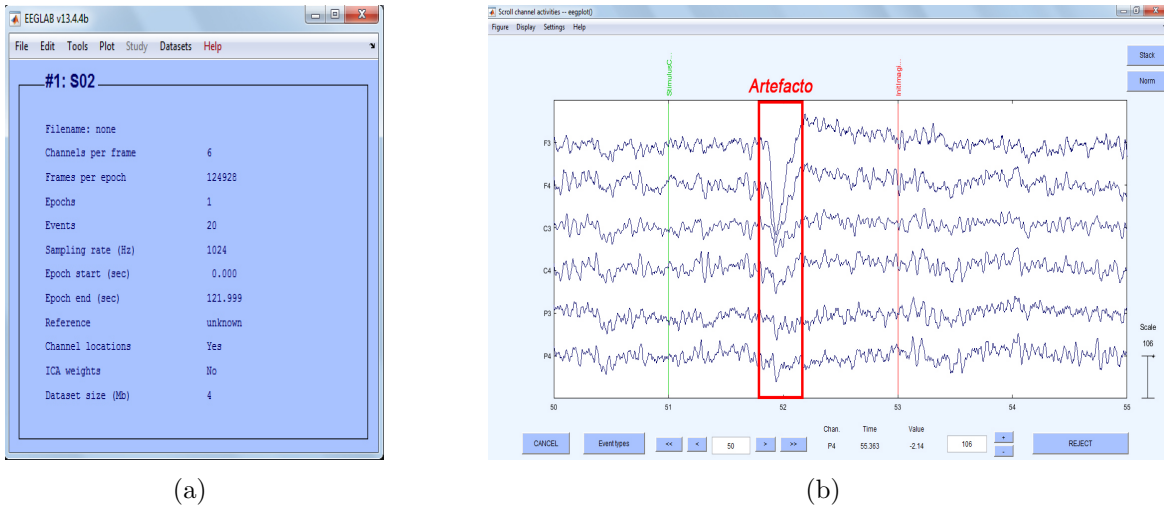 EEGLAB v13.4.4b
File Edit Tools Plot Study Datasets Help
#1: S02
Filename: none
Channels per frame 6
Frames per epoch 124928
Epochs 1
Events 20
Sampling rate (Hz) 1024
Epoch start (sec) 0.000
Epoch end (sec) 121.999
Reference unknown
Channel locations Yes
ICA weights No
Dataset size (Mb) 4
(a)
Scroll channel activities -- eegplot()
Figure Display Settings Help
StimulusC...
Artefacto
InitImagi...
Stack
Norm
F3
F4
C3
C4
P3
P4
Scale
106
50 51 52 53 54 55
Chan. Time Value
CANCEL Event types << < 50 > >> P4 55.363 -2.14 106 + - REJECT
(b)